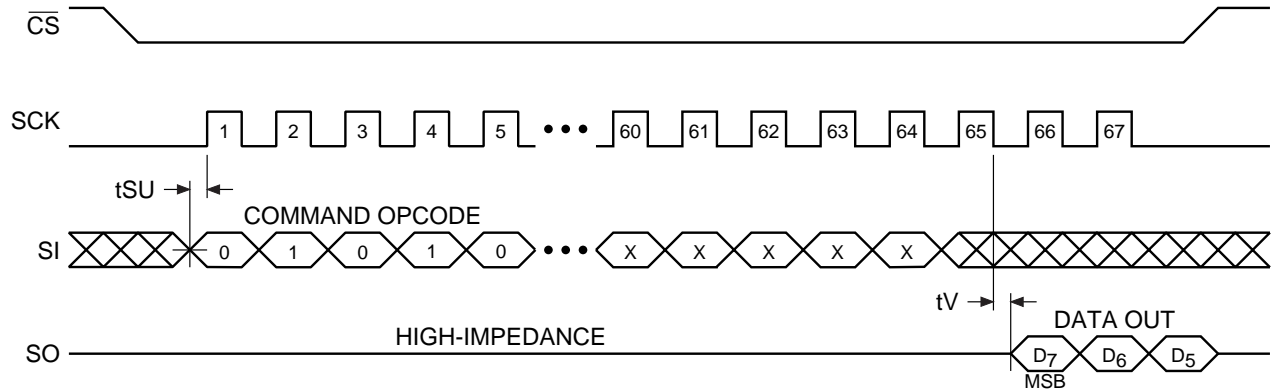 CS
SCK
1 2 3 4 5 60 61 62 63 64 65 66 67
tSU
COMMAND OPCODE
SI
0 1 0 1 0 X X X X X
tV
DATA OUT
HIGH-IMPEDANCE
SO
D7 D6 D5
MSB